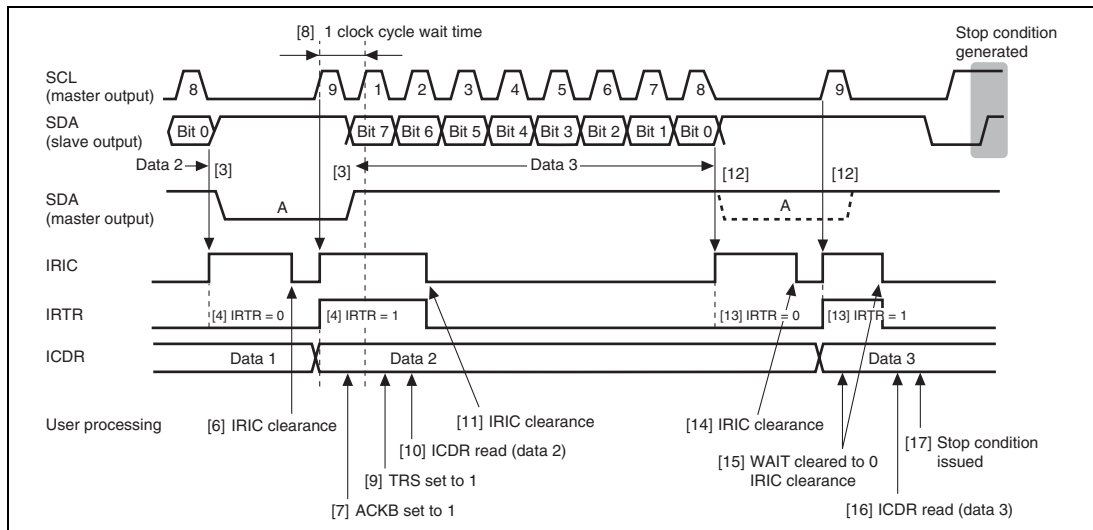 [8] 1 clock cycle wait time
Stop condition
generated
SCL
(master output)
8 9 1 2 3 4 5 6 7 8 9
SDA
(slave output)
Bit 0 Bit 7 Bit 6 Bit 5 Bit 4 Bit 3 Bit 2 Bit 1 Bit 0
Data 2 [3] [3] Data 3 [12] [12]
SDA
(master output)
A A
IRIC
IRTR
[4] IRTR = 0 [4] IRTR = 1 [13] IRTR = 0 [13] IRTR = 1
ICDR
Data 1 Data 2 Data 3
User processing
[6] IRIC clearance
[11] IRIC clearance
[14] IRIC clearance
[17] Stop condition
issued
[10] ICDR read (data 2)
[15] WAIT cleared to 0
IRIC clearance
[9] TRS set to 1
[16] ICDR read (data 3)
[7] ACKB set to 1